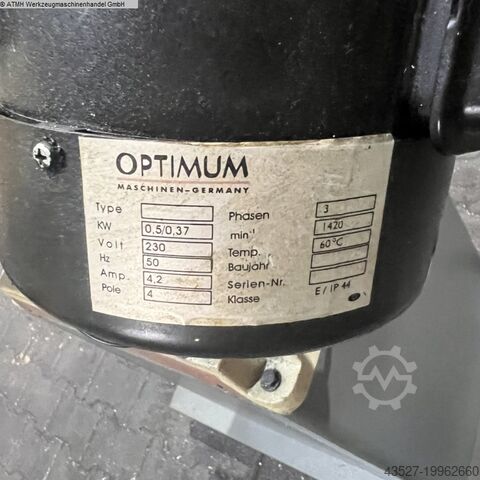 © ATMH Werkzeugmaschinenhandel GmbH
OPTIMUM
MASCHINEN-GERMANY
Type
KW 0,5/0,37
Volt 230
Hz 50
Amp. 4,2
Pole 4
Phasen 3
min⁻¹ 1420
Temp. 60°C
Baujahr
Serien-Nr.
Klasse E/IP 44
43527-19962660